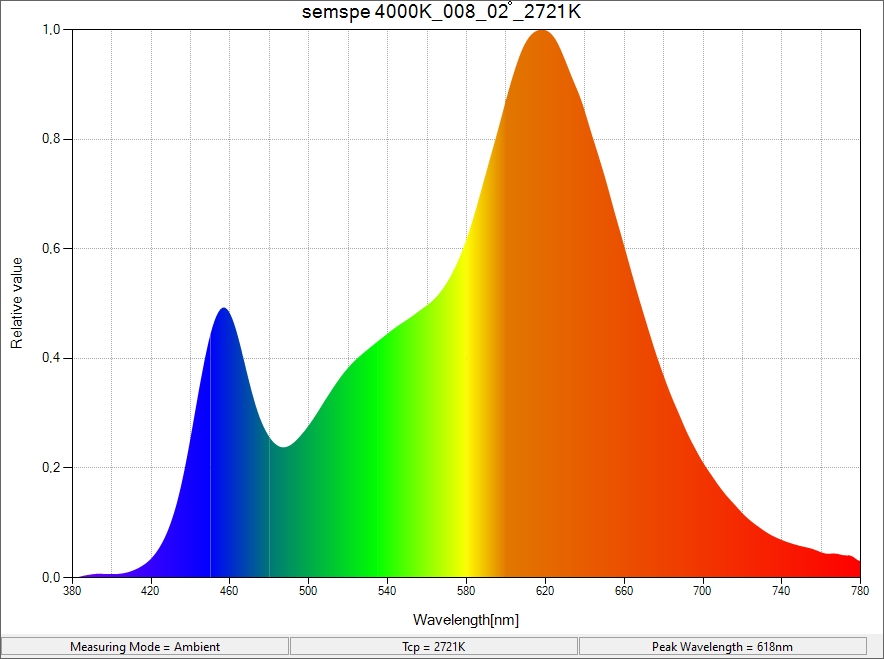 semspe 4000K_008_02°_2721K
1.0
0.8
0.6
0.4
0.2
0.0
Relative value
380 420 460 500 540 580 620 660 700 740 780
Wavelength[nm]
Measuring Mode = Ambient Tcp = 2721K Peak Wavelength = 618nm